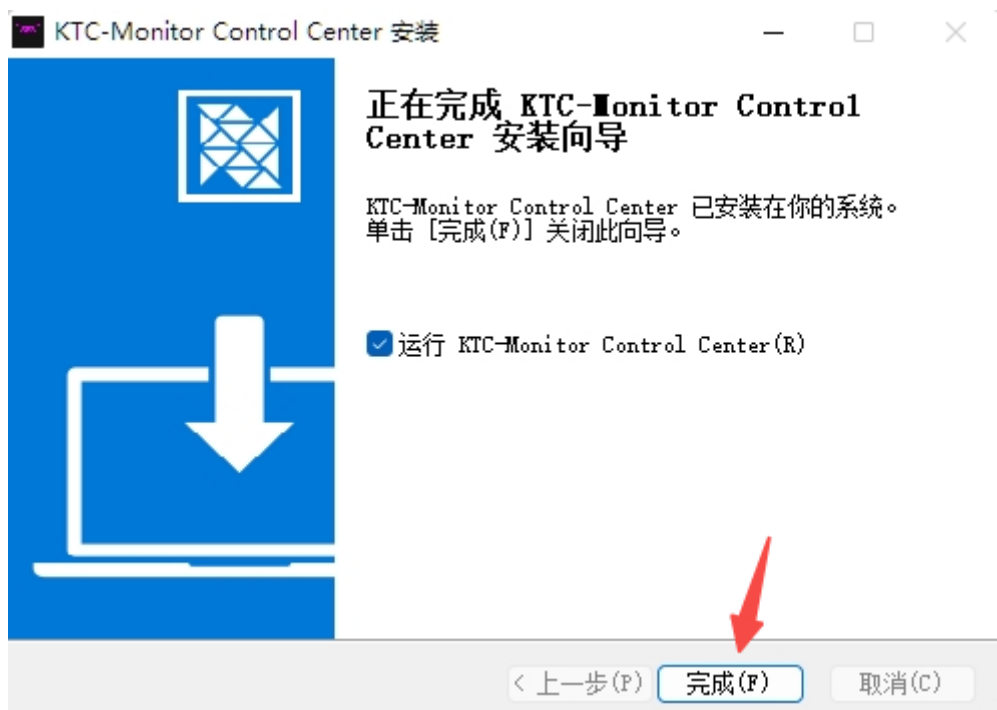 KTC-Monitor Control Center 安装
正在完成 KTC-Monitor Control
Center 安装向导
KTC-Monitor Control Center 已安装在你的系统。
单击 [完成(F)] 关闭此向导。
运行 KTC-Monitor Control Center(R)
< 上一步(P)
完成(F)
取消(C)